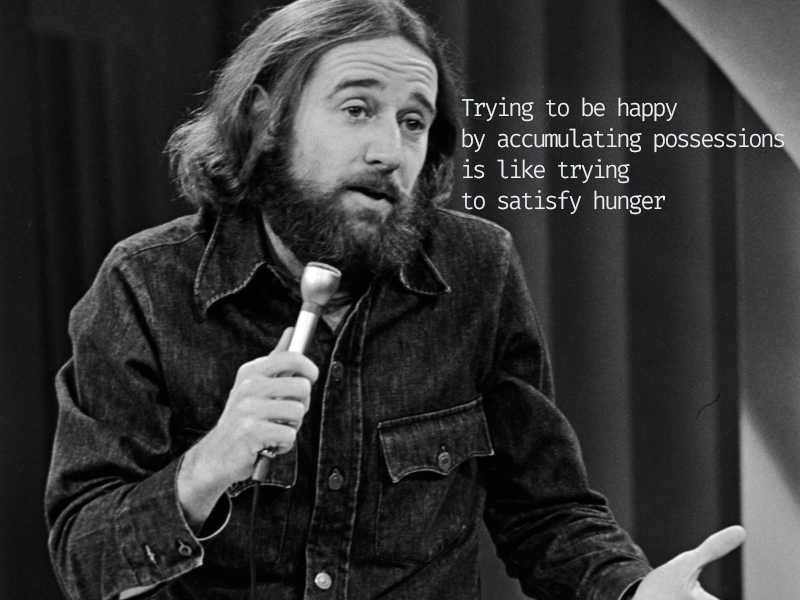 Trying to be happy
by accumulating possessions
is like trying
to satisfy hunger